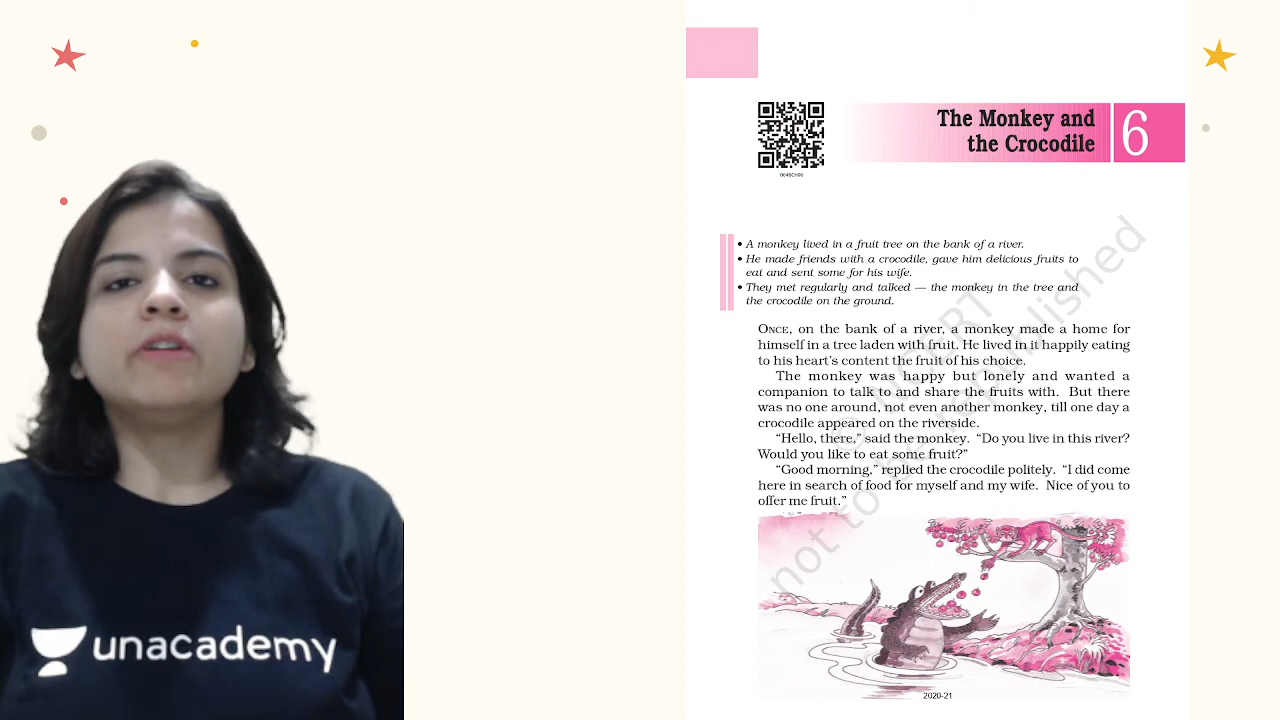 unacademy
The Monkey and
the Crocodile
6
0645CH06
• A monkey lived in a fruit tree on the bank of a river.
• He made friends with a crocodile, gave him delicious fruits to
eat and sent some for his wife.
• They met regularly and talked — the monkey in the tree and
the crocodile on the ground.
ONCE, on the bank of a river, a monkey made a home for
himself in a tree laden with fruit. He lived in it happily eating
to his heart's content the fruit of his choice.
The monkey was happy but lonely and wanted a
companion to talk to and share the fruits with. But there
was no one around, not even another monkey, till one day a
crocodile appeared on the riverside.
“Hello, there,” said the monkey. “Do you live in this river?
Would you like to eat some fruit?”
“Good morning,” replied the crocodile politely. “I did come
here in search of food for myself and my wife. Nice of you to
offer me fruit.”
NCERT
not to republished
2020-21